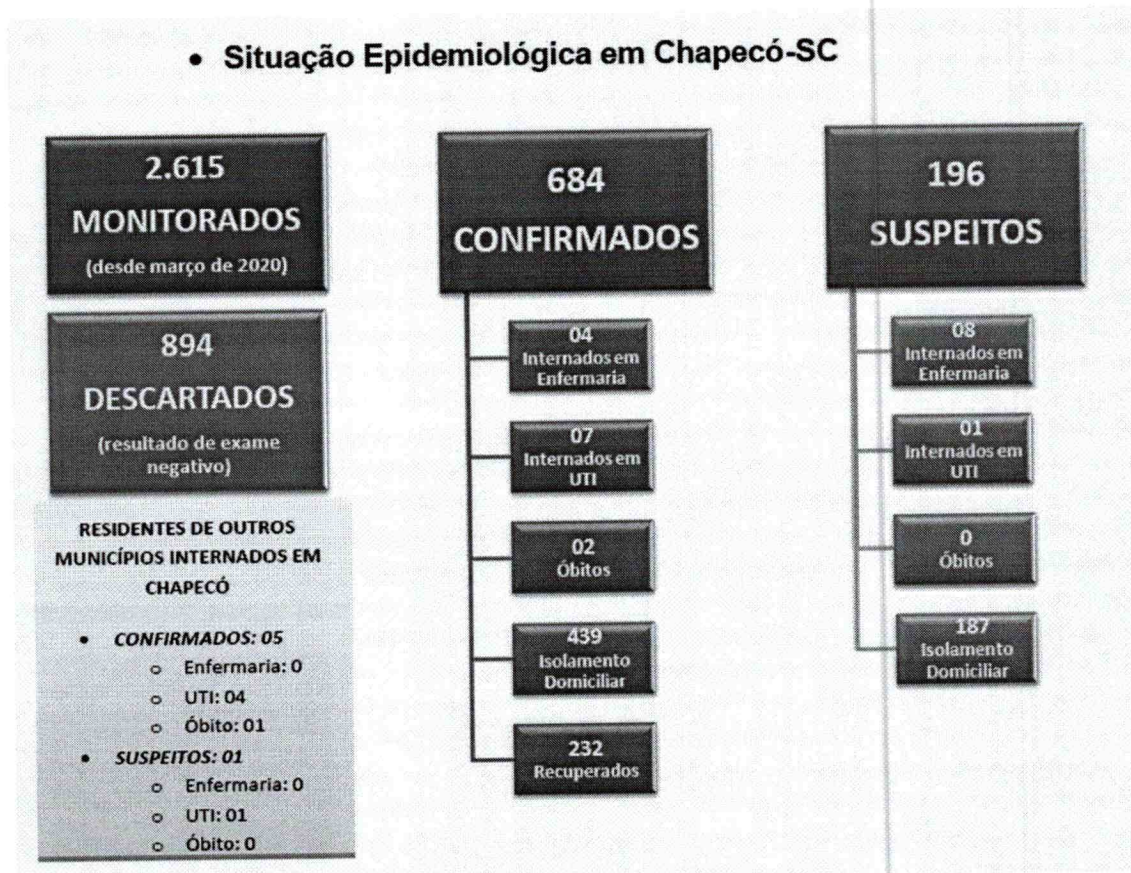 • Situação Epidemiológica em Chapecó-SC
2.615
MONITORADOS
(desde março de 2020)
894
DESCARTADOS
(resultado de exame
negativo)
RESIDENTES DE OUTROS
MUNICÍPIOS INTERNADOS EM
CHAPECÓ
• CONFIRMADOS: 05
o Enfermaria: 0
o UTI: 04
o Óbito: 01
• SUSPEITOS: 01
o Enfermaria: 0
o UTI: 01
o Óbito: 0
684
CONFIRMADOS
04
Internados em
Enfermaria
07
Internados em
UTI
02
Óbitos
439
Isolamento
Domiciliar
232
Recuperados
196
SUSPEITOS
08
Internados em
Enfermaria
01
Internados em
UTI
0
Óbitos
187
Isolamento
Domiciliar